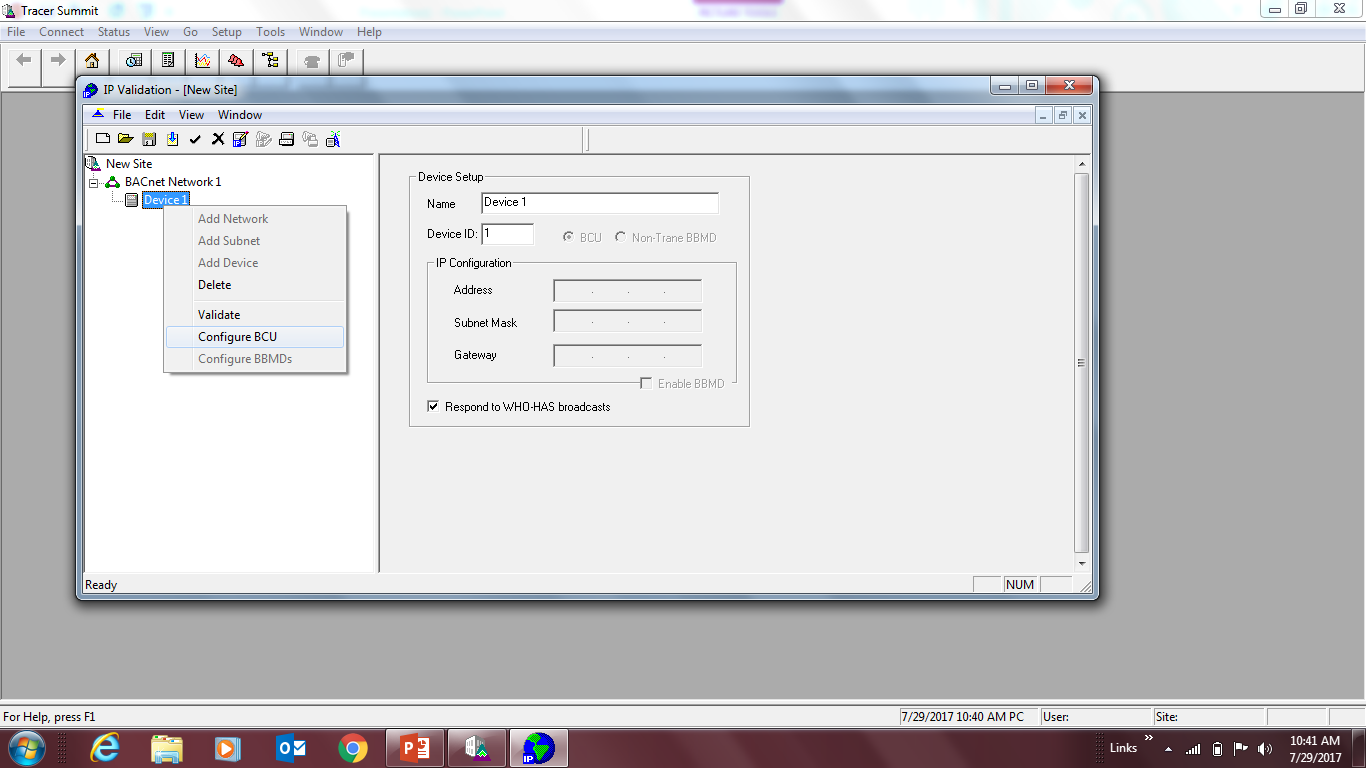 Tracer Summit
File Connect Status View Go Setup Tools Window Help
IP Validation - [New Site]
File Edit View Window
New Site
BACnet Network 1
Device 1
Add Network
Add Subnet
Add Device
Delete
Validate
Configure BCU
Configure BBMDs
Device Setup
Name Device 1
Device ID: 1 BCU Non-Trane BBMD
IP Configuration
Address . . .
Subnet Mask . . .
Gateway . . .
Enable BBMD
Respond to WHO-HAS broadcasts
Ready NUM
For Help, press F1 7/29/2017 10:40 AM PC User: Site:
Links » 10:41 AM
7/29/2017
IP